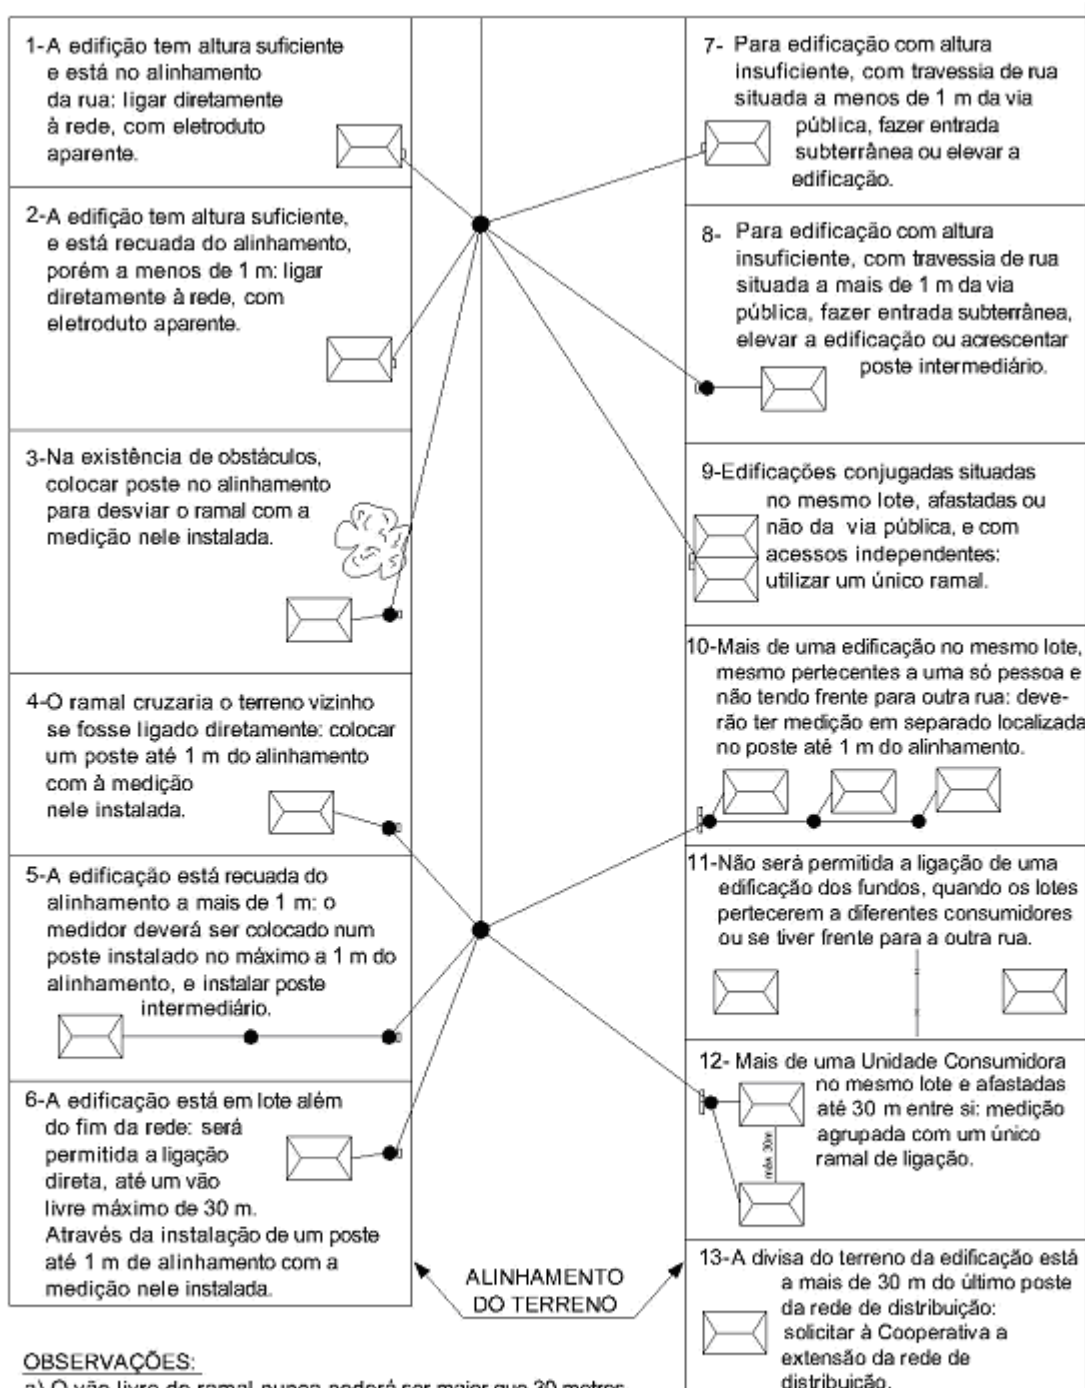 1-A edifição tem altura suficiente
e está no alinhamento
da rua: ligar diretamente
à rede, com eletroduto
aparente.
2-A edifição tem altura suficiente,
e está recuada do alinhamento,
porém a menos de 1 m: ligar
diretamente à rede, com
eletroduto aparente.
3-Na existência de obstáculos,
colocar poste no alinhamento
para desviar o ramal com a
medição nele instalada.
4-O ramal cruzaria o terreno vizinho
se fosse ligado diretamente: colocar
um poste até 1 m do alinhamento
com à medição
nele instalada.
5-A edificação está recuada do
alinhamento a mais de 1 m: o
medidor deverá ser colocado num
poste instalado no máximo a 1 m do
alinhamento, e instalar poste
intermediário.
6-A edificação está em lote além
do fim da rede: será
permitida a ligação
direta, até um vão
livre máximo de 30 m.
Através da instalação de um poste
até 1 m de alinhamento com a
medição nele instalada.
7- Para edificação com altura
insuficiente, com travessia de rua
situada a menos de 1 m da via
pública, fazer entrada
subterrânea ou elevar a
edificação.
8- Para edificação com altura
insuficiente, com travessia de rua
situada a mais de 1 m da via
pública, fazer entrada subterrânea,
elevar a edificação ou acrescentar
poste intermediário.
9-Edificações conjugadas situadas
no mesmo lote, afastadas ou
não da via pública, e com
acessos independentes:
utilizar um único ramal.
10-Mais de uma edificação no mesmo lote,
mesmo pertecentes a uma só pessoa e
não tendo frente para outra rua: deve-
rão ter medição em separado localizada
no poste até 1 m do alinhamento.
11-Não será permitida a ligação de uma
edificação dos fundos, quando os lotes
pertecerem a diferentes consumidores
ou se tiver frente para a outra rua.
12- Mais de uma Unidade Consumidora
no mesmo lote e afastadas
até 30 m entre si: medição
agrupada com um único
ramal de ligação.
máx 30m
13-A divisa do terreno da edificação está
a mais de 30 m do último poste
da rede de distribuição:
solicitar à Cooperativa a
extensão da rede de
distribuição.
ALINHAMENTO
DO TERRENO
OBSERVAÇÕES:
a) O vão livre do ramal nunca poderá ser maior que 30 metros